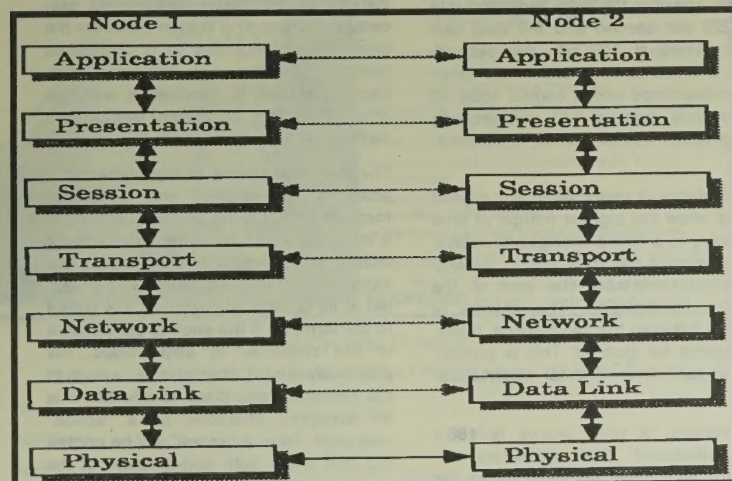 Node 1 Node 2
Application Application
Presentation Presentation
Session Session
Transport Transport
Network Network
Data Link Data Link
Physical Physical